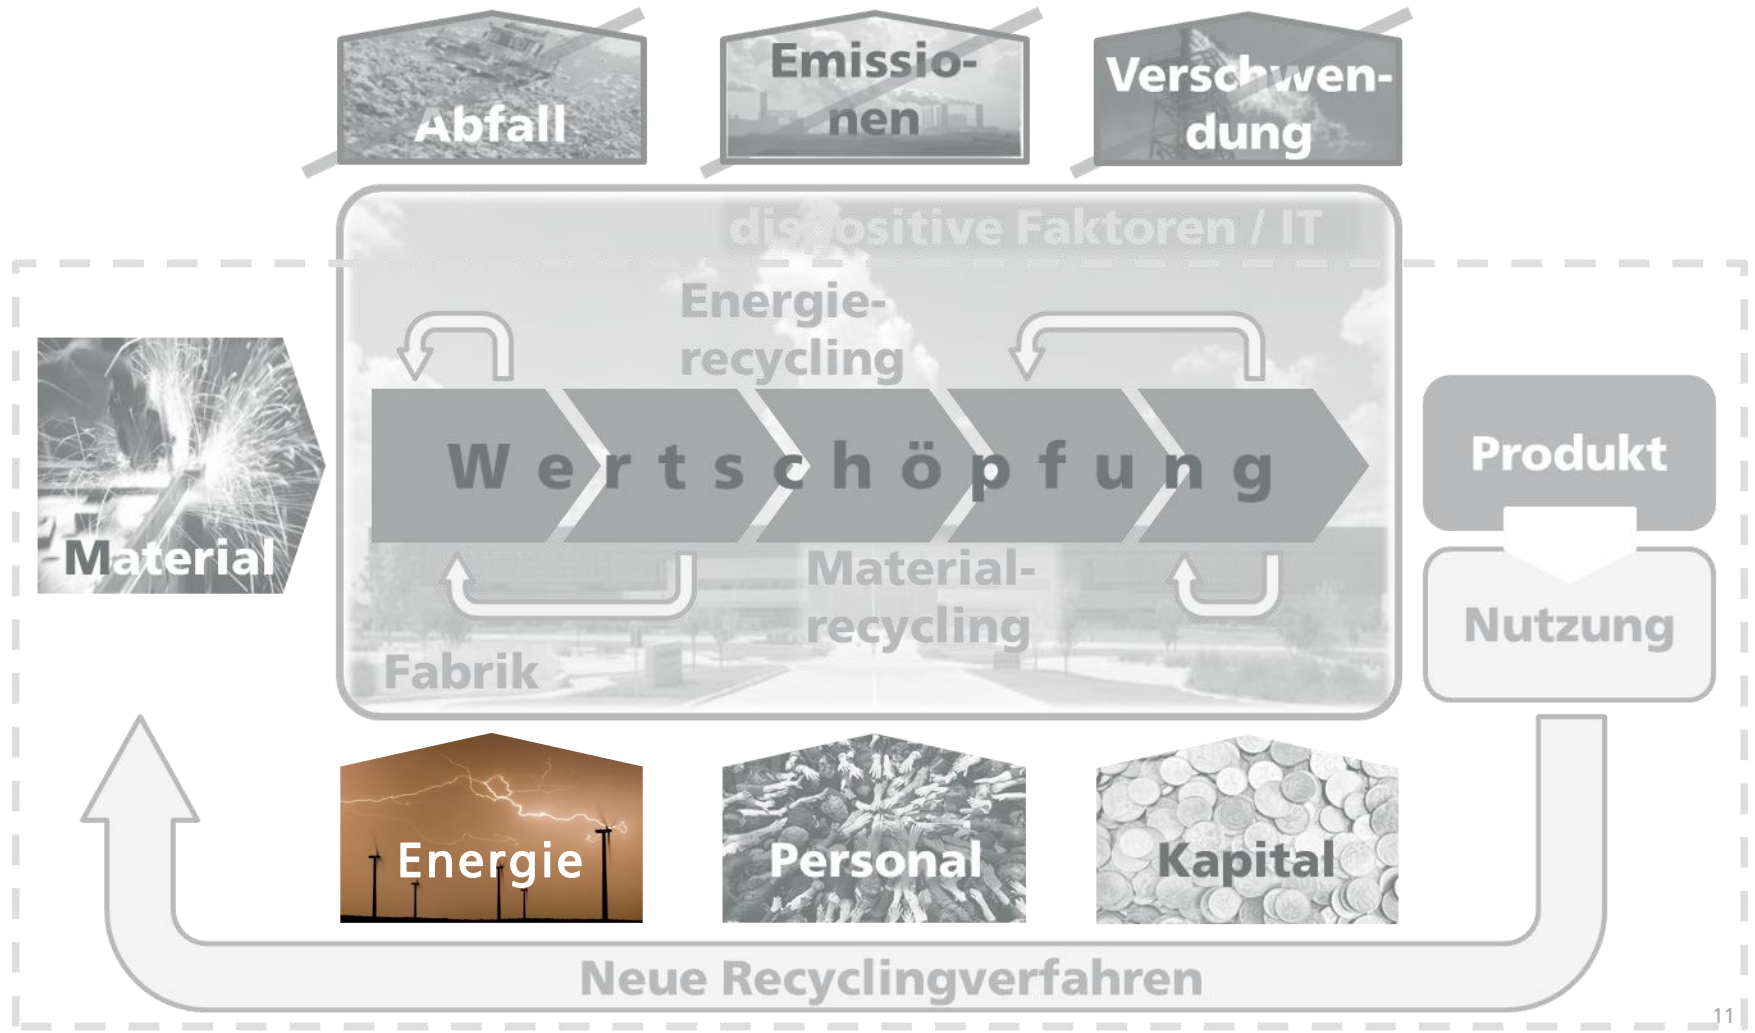 Abfall
Emissio-
nen
Verschwen-
dung
dispositive Faktoren / IT
Energie-
recycling
Material
Wertschöpfung
Produkt
Material-
recycling
Nutzung
Fabrik
Energie
Personal
Kapital
Neue Recyclingverfahren
11